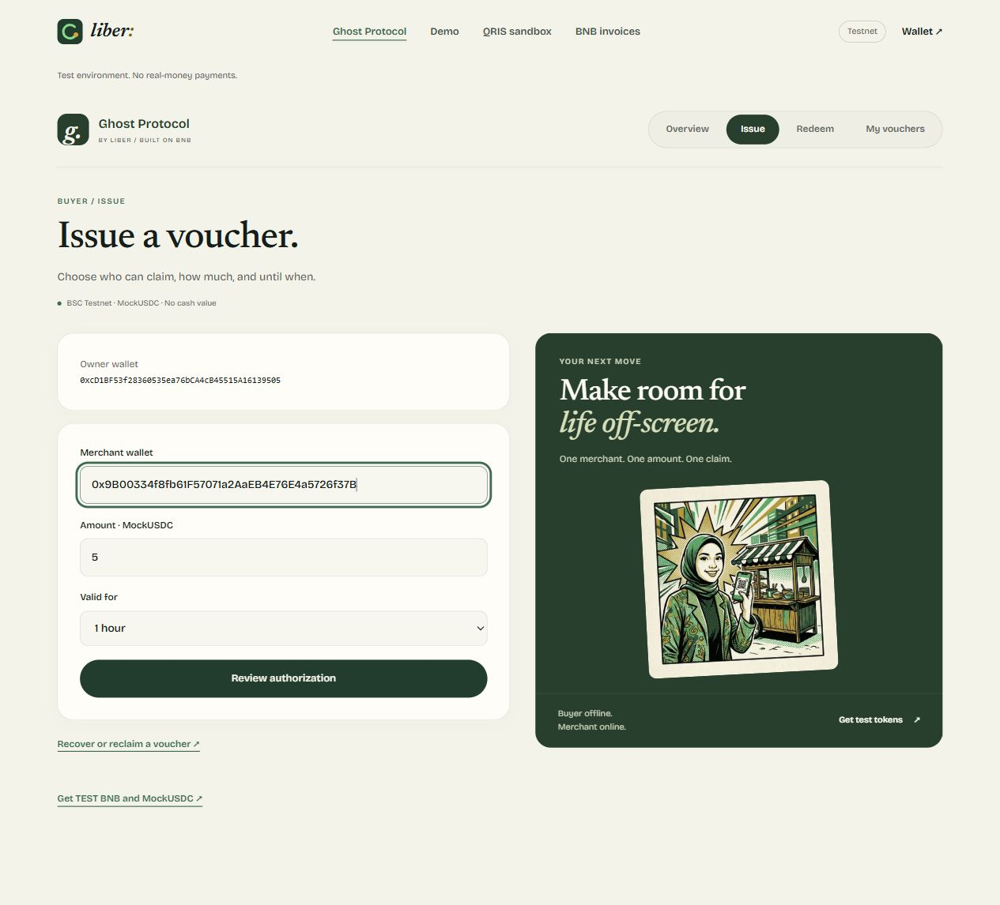 liber:
Ghost Protocol
Demo
QRIS sandbox
BNB invoices
Testnet
Wallet ↗
Test environment. No real-money payments.
g.
Ghost Protocol
BY LIBER / BUILT ON BNB
Overview
Issue
Redeem
My vouchers
BUYER / ISSUE
Issue a voucher.
Choose who can claim, how much, and until when.
BSC Testnet · MockUSDC · No cash value
Owner wallet
0xcD1BF53f28360535ea76bCA4cB45515A16139505
Merchant wallet
0x9B00334f8fb61F57071a2AaEB4E76E4a5726f37B
Amount · MockUSDC
5
Valid for
1 hour
Review authorization
Recover or reclaim a voucher ↗
Get TEST BNB and MockUSDC ↗
YOUR NEXT MOVE
Make room for
life off-screen.
One merchant. One amount. One claim.
Buyer offline.
Merchant online.
Get test tokens ↗